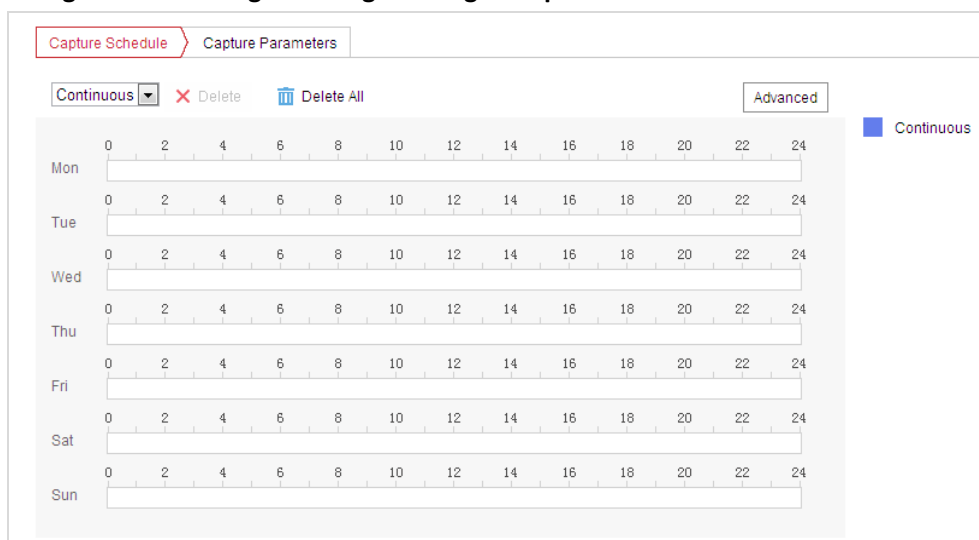 Capture Schedule Capture Parameters
Continuous Delete Delete All Advanced
Continuous
0 2 4 6 8 10 12 14 16 18 20 22 24
Mon
0 2 4 6 8 10 12 14 16 18 20 22 24
Tue
0 2 4 6 8 10 12 14 16 18 20 22 24
Wed
0 2 4 6 8 10 12 14 16 18 20 22 24
Thu
0 2 4 6 8 10 12 14 16 18 20 22 24
Fri
0 2 4 6 8 10 12 14 16 18 20 22 24
Sat
0 2 4 6 8 10 12 14 16 18 20 22 24
Sun